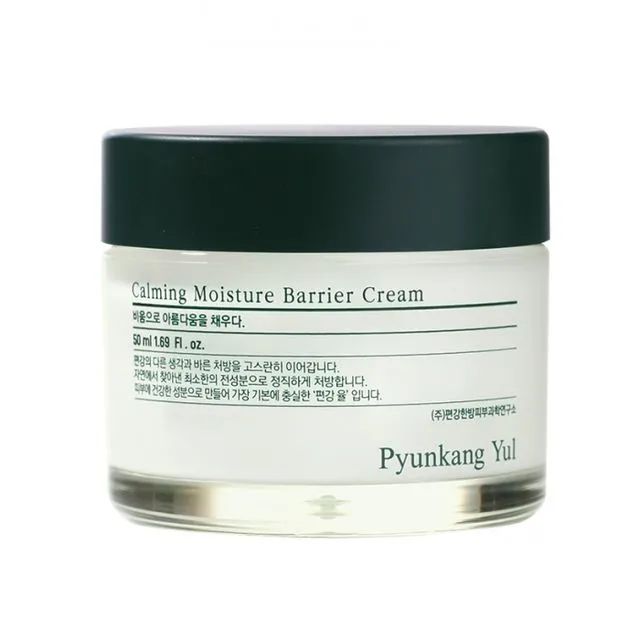 Calming Moisture Barrier Cream
비움으로 아름다움을 채우다.
50 ml 1.69 Fl. oz.
편강의 다른 생각과 바른 처방을 고스란히 이어갑니다.
자연에서 찾아낸 최소한의 전성분으로 정직하게 처방합니다.
피부에 건강한 성분으로 만들어 가장 기본에 충실한 '편강 율' 입니다.
(주)편강한방피부과학연구소
Pyunkang Yul